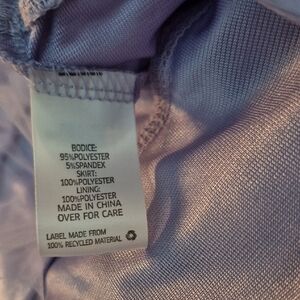 BODICE:
95%POLYESTER
5%SPANDEX
SKIRT:
100%POLYESTER
LINING:
100%POLYESTER
MADE IN CHINA
OVER FOR CARE
LABEL MADE FROM
100% RECYCLED MATERIAL